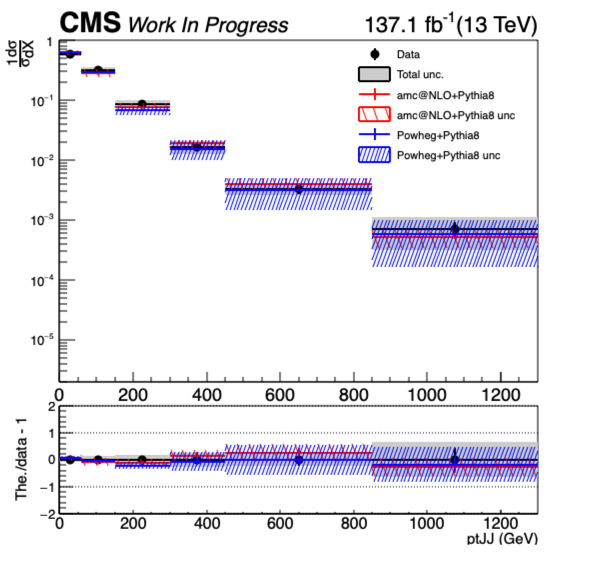 CMS Work In Progress 137.1 fb⁻¹(13 TeV)
1dσ
σdX
1
10⁻¹
10⁻²
10⁻³
10⁻⁴
10⁻⁵
Data
Total unc.
amc@NLO+Pythia8
amc@NLO+Pythia8 unc
Powheg+Pythia8
Powheg+Pythia8 unc
0 200 400 600 800 1000 1200
The./data - 1
2
1
0
−1
−2
0 200 400 600 800 1000 1200
ptJJ (GeV)